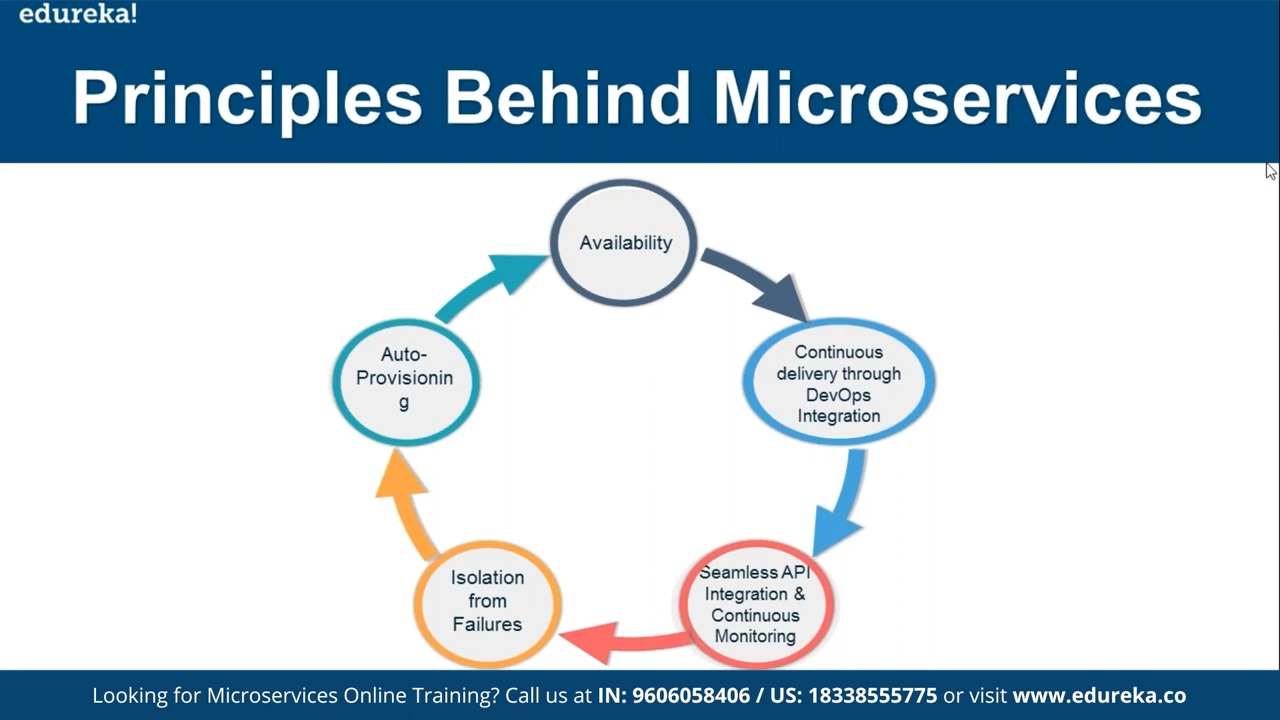 edureka!
Principles Behind Microservices
Availability
Continuous
delivery through
DevOps
Integration
Seamless API
Integration &
Continuous
Monitoring
Isolation
from
Failures
Auto-
Provisionin
g
Looking for Microservices Online Training? Call us at IN: 9606058406 / US: 18338555775 or visit www.edureka.co